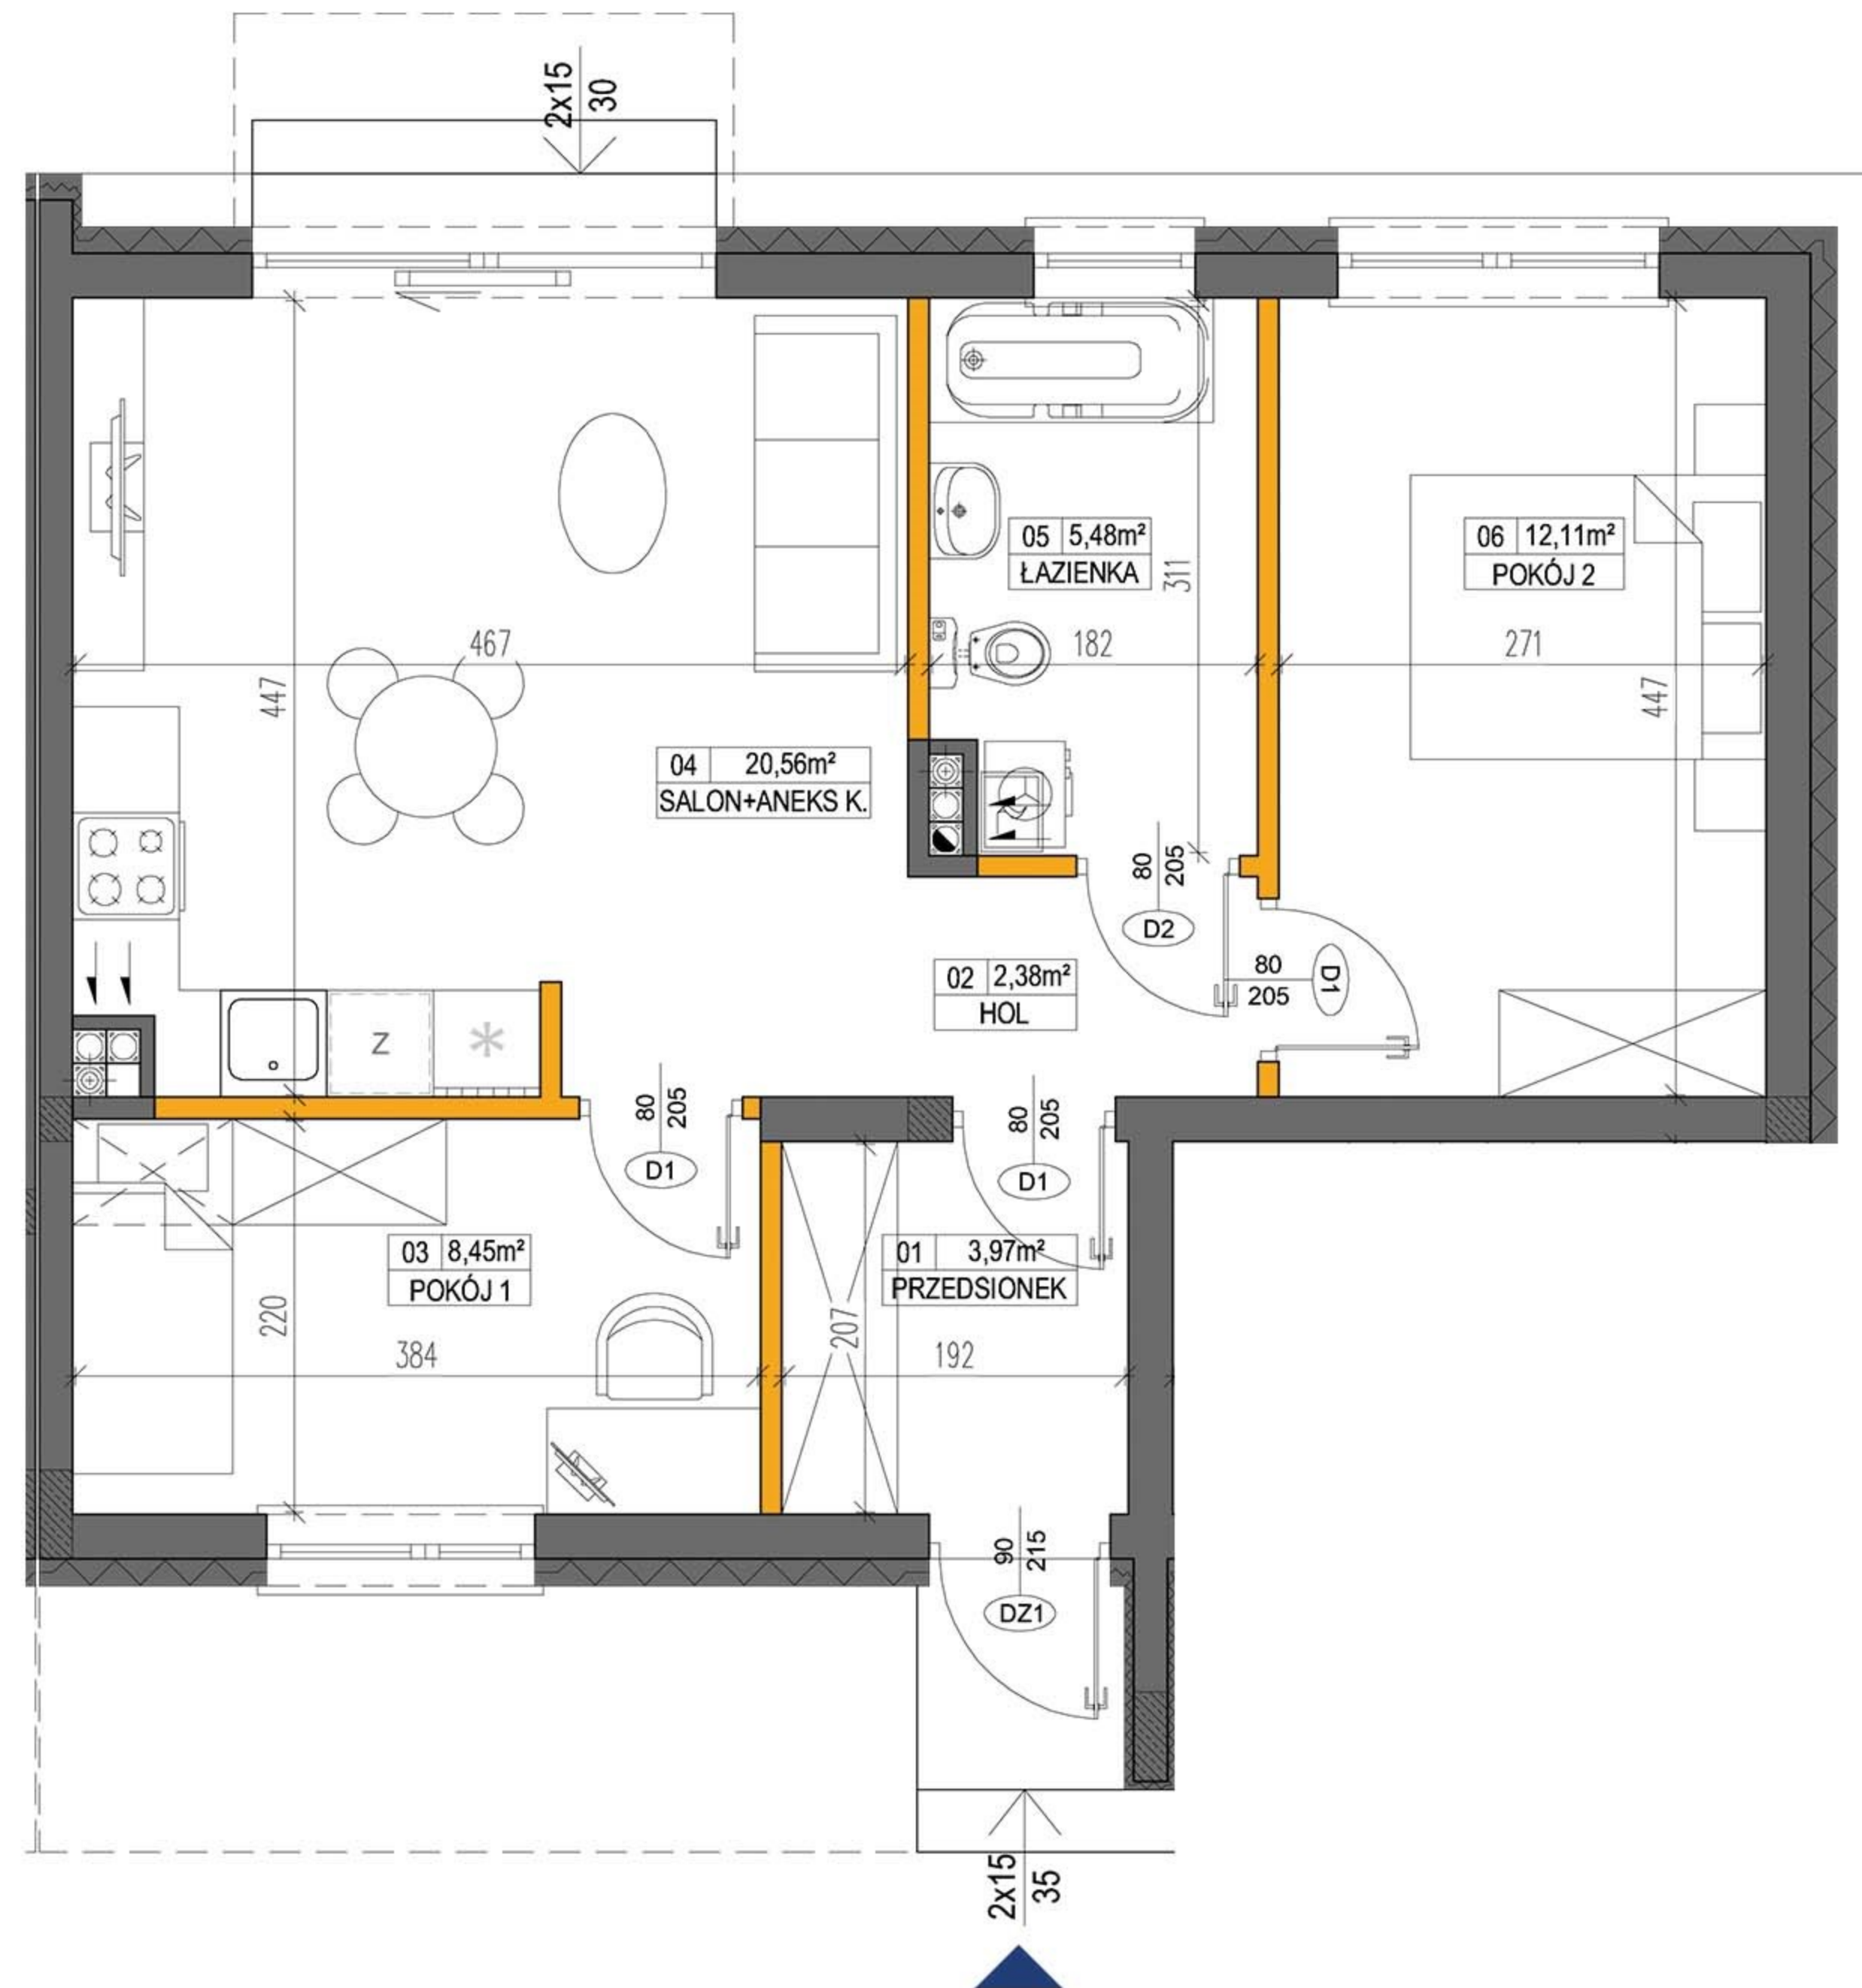 2x15
30
05 5,48m²
ŁAZIENKA
311
06 12,11m²
POKÓJ 2
467
182
271
447
447
04 20,56m²
SALON+ANEKS K.
80
205
D2
80
205
D1
02 2,38m²
HOL
Z
80
205
D1
80
205
D1
03 8,45m²
POKÓJ 1
01 3,97m²
PRZEDSIONEK
220
207
384
192
90
215
DZ1
2x15
35